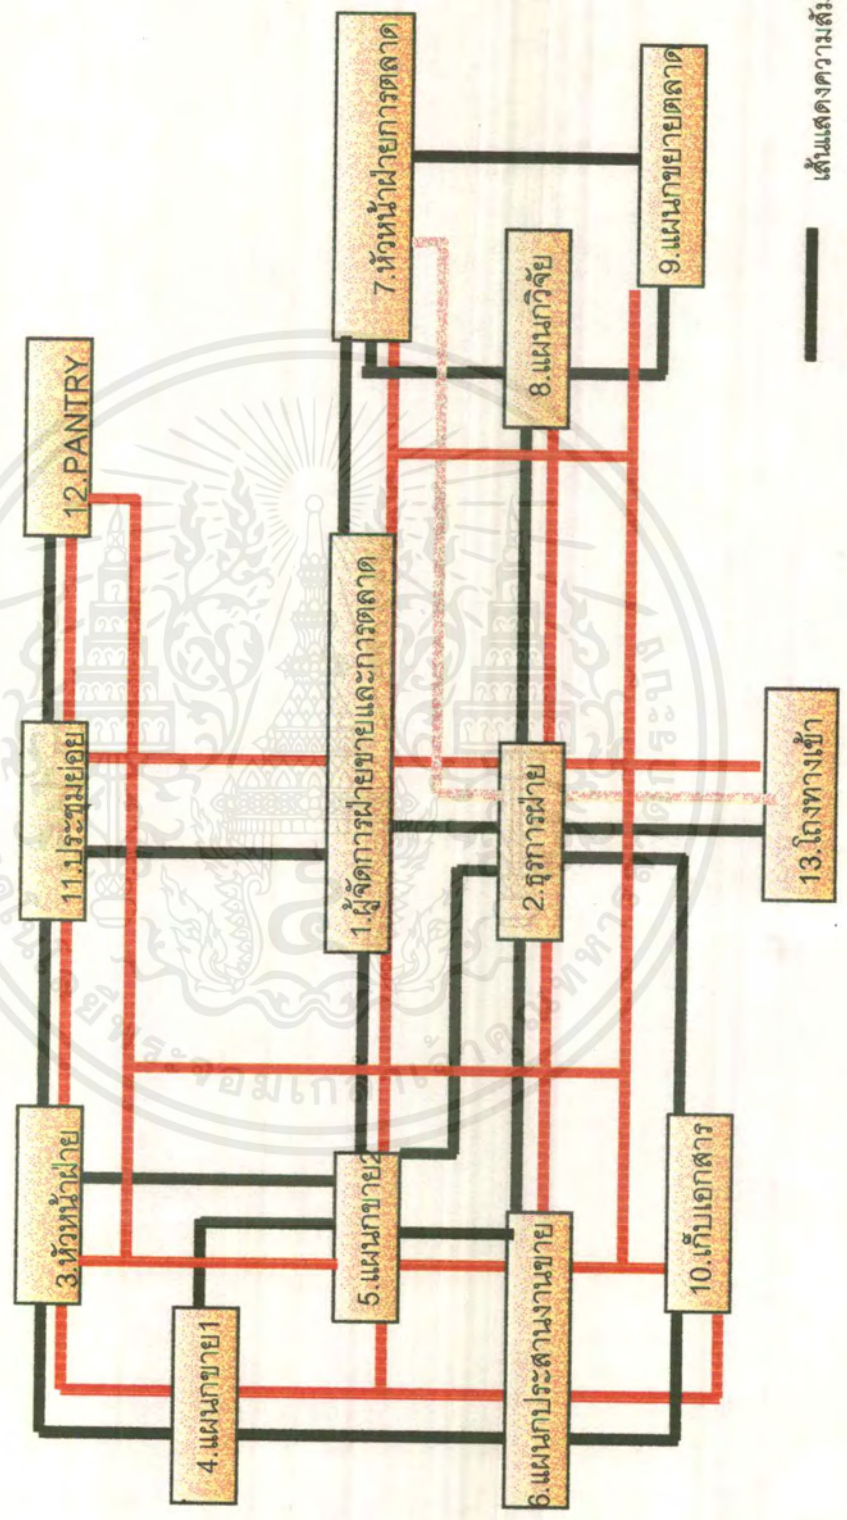 12.PANTRY
11.ประชุมย่อย
3.หัวหน้าฝ่าย
4.แผนกขาย1
7.หัวหน้าฝ่ายการตลาด
1.ผู้จัดการฝ่ายขายและการตลาด
5.แผนกขาย2
8.แผนกวิจัย
2.ธุรการฝ่าย
6.แผนกประสานงานขาย
9.แผนกขยายตลาด
10.เก็บเอกสาร
13.โถงทางเข้า
เส้นแสดงความสัม